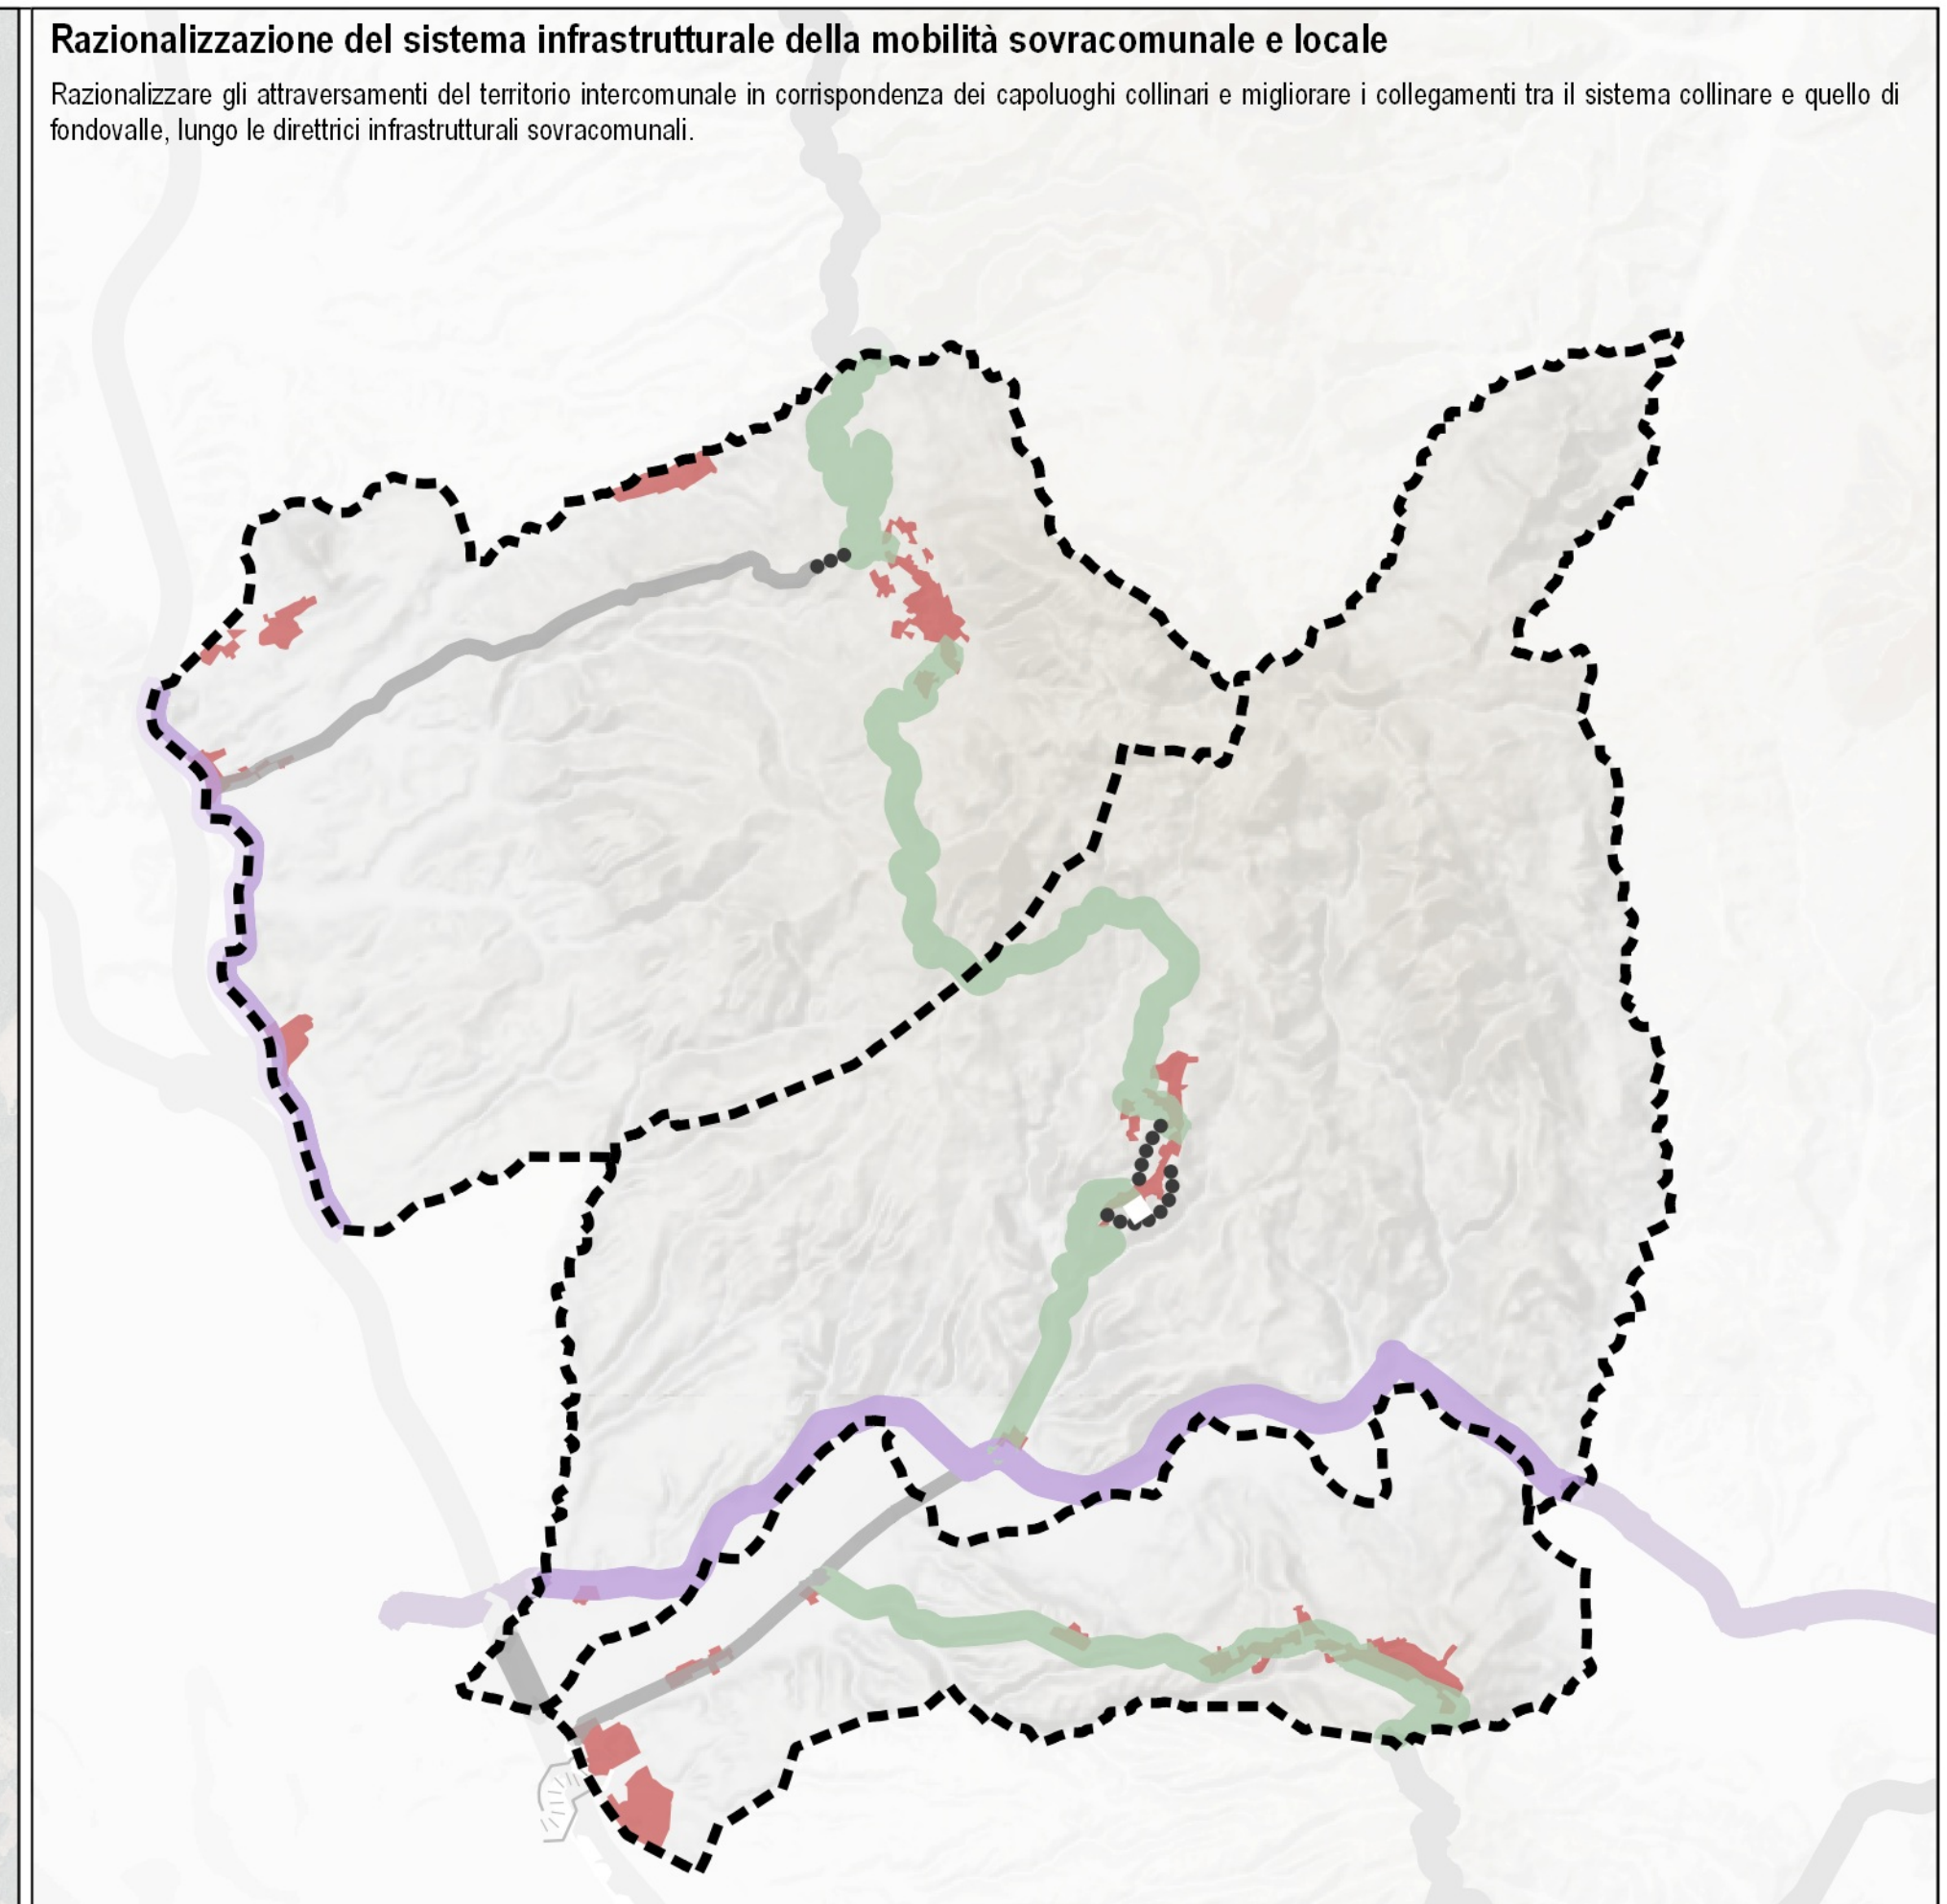 Razionalizzazione del sistema infrastrutturale della mobilità sovracomunale e locale
Razionalizzare gli attraversamenti del territorio intercomunale in corrispondenza dei capoluoghi collinari e migliorare i collegamenti tra il sistema collinare e quello di
fondovalle, lungo le direttrici infrastrutturali sovracomunali.